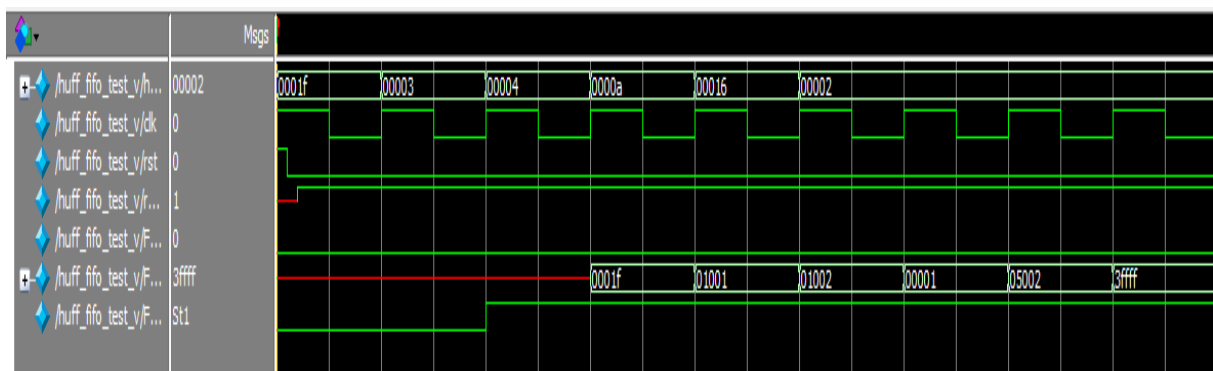 Msgs
/huff_fifo_test_v/h... 00002 0001f 00003 00004 0000a 00016 00002
/huff_fifo_test_v/clk 0
/huff_fifo_test_v/rst 0
/huff_fifo_test_v/r... 1
/huff_fifo_test_v/F... 0
/huff_fifo_test_v/F... 3ffff 0001f 01001 01002 00001 05002 3ffff
/huff_fifo_test_v/F... St1